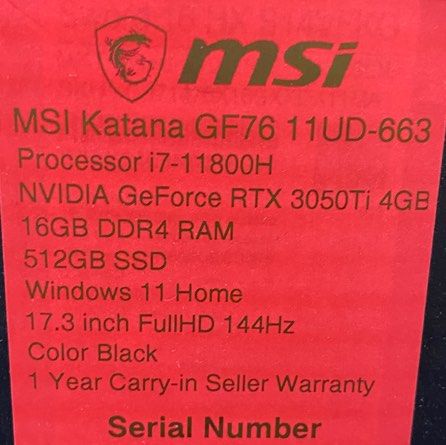 msi
MSI Katana GF76 11UD-663
Processor i7-11800H
NVIDIA GeForce RTX 3050Ti 4GB
16GB DDR4 RAM
512GB SSD
Windows 11 Home
17.3 inch FullHD 144Hz
Color Black
1 Year Carry-in Seller Warranty
Serial Number